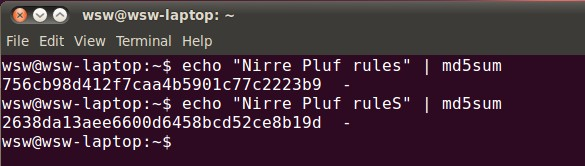 wsw@wsw-laptop: ~
File Edit View Terminal Help
wsw@wsw-laptop:~$ echo "Nirre Pluf rules" | md5sum
756cb98d412f7caa4b5901c77c2223b9  -
wsw@wsw-laptop:~$ echo "Nirre Pluf ruleS" | md5sum
2638da13aee6600d6458bcd52ce8b19d  -
wsw@wsw-laptop:~$